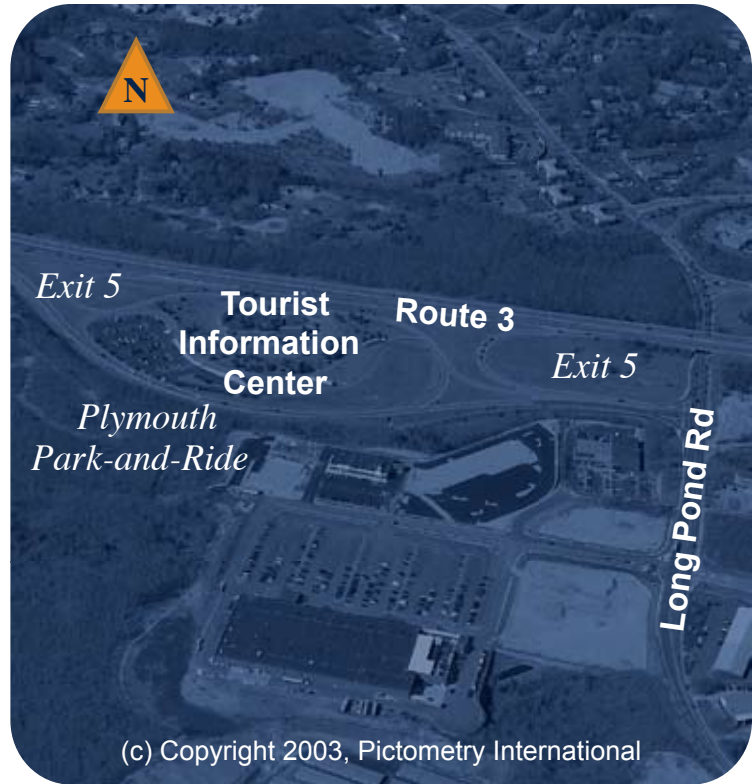 N
Exit 5
Tourist
Information
Center
Route 3
Exit 5
Plymouth
Park-and-Ride
Long Pond Rd
(c) Copyright 2003, Pictometry International